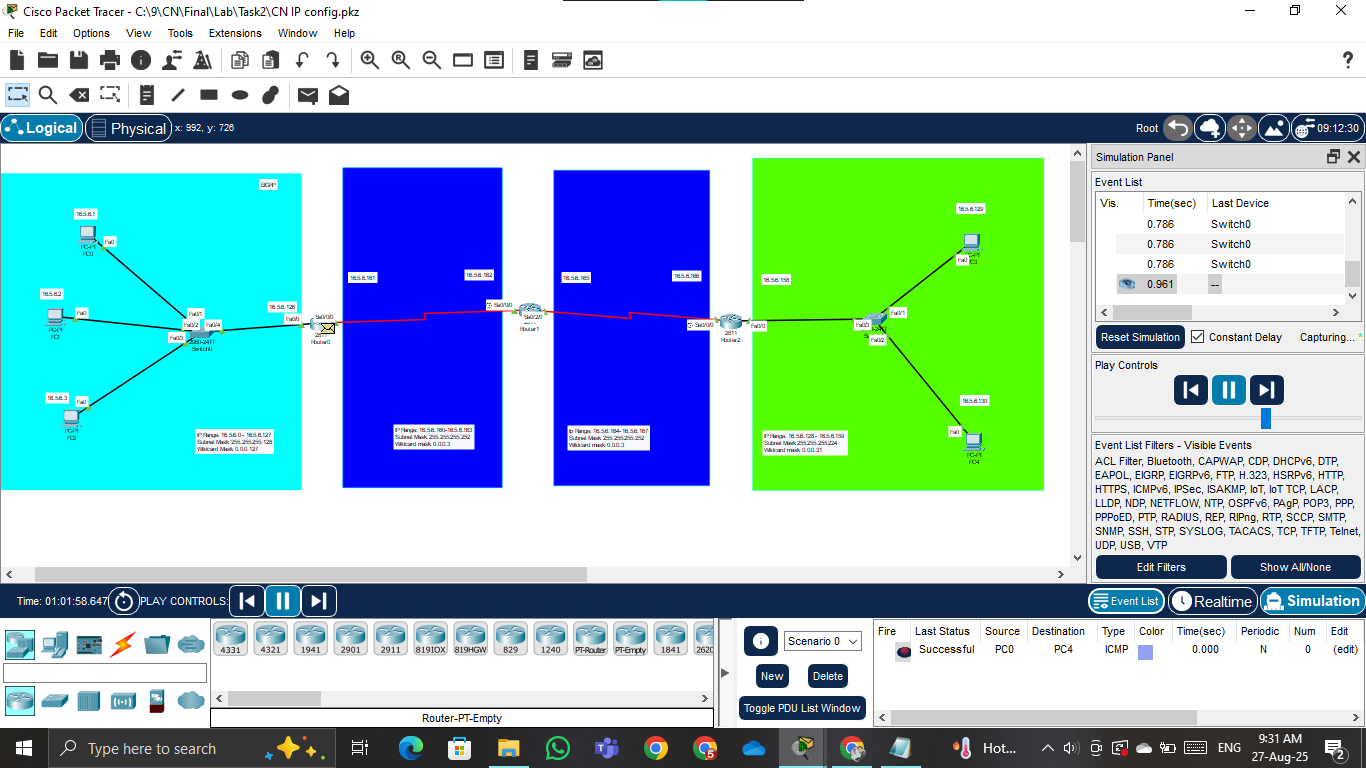 Cisco Packet Tracer - C:\9\CN\Final\Lab\Task2\CN IP config.pkz
File Edit Options View Tools Extensions Window Help
Logical Physical x: 992, y: 726 Root 09:12:30
EIGRP
16.5.6.1
PC-PT
PC0
Fa0
16.5.6.2
Fa0
PC-PT
16.5.6.3
Fa0
PC-PT
PC2
Fa0/1
Fa0/2 Fa0/4
Fa0/3
2960-24TT
Switch0
16.5.6.126
Fa0/0
Se0/0/0
2811
Router0
IP Range: 16.5.6.0 - 16.5.6.127
Subnel Mask 255.255.255.128
Wildcard Mask 0.0.0.127
16.5.6.161
16.5.6.162
Se0/0/0
IP Range: 16.5.6.160-16.5.6.163
Subnel Mask 255.255.255.252
Wildcard mask 0.0.0.3
16.5.6.165
16.5.6.166
Se0/2/0
Router1
Se0/0/0
Ip Range: 16.5.6.164- 16.5.6.167
Subnel Mask 255.255.255.252
Wildcard mask 0.0.0.3
2811
Router2
Fa0/0
16.5.6.158
16.5.6.129
Fa0
Fa0/1
Fa0/2
16.5.6.130
Fa0
PC-PT
PC4
IP Range: 16.5.6.128 - 16.5.6.159
Subnel Mask 255.255.255.224
Wildcard mask 0.0.0.31
Simulation Panel
Event List
Vis. Time(sec) Last Device
0.786 Switch0
0.786 Switch0
0.786 Switch0
0.961 --
Reset Simulation Constant Delay Capturing... *
Play Controls
Event List Filters - Visible Events
ACL Filter, Bluetooth, CAPWAP, CDP, DHCPv6, DTP,
EAPOL, EIGRP, EIGRPv6, FTP, H.323, HSRPv6, HTTP,
HTTPS, ICMPv6, IPSec, ISAKMP, IoT, IoT TCP, LACP,
LLDP, NDP, NETFLOW, NTP, OSPFv6, PAgP, POP3, PPP,
PPPoED, PTP, RADIUS, REP, RIPng, RTP, SCCP, SMTP,
SNMP, SSH, STP, SYSLOG, TACACS, TCP, TFTP, Telnet,
UDP, USB, VTP
Edit Filters Show All/None
Time: 01:01:58.647 PLAY CONTROLS: Event List Realtime Simulation
4331 4321 1941 2901 2911 819IOX 819HGW 829 1240 PT-Router PT-Empty 1841 2620
Router-PT-Empty
Scenario 0
New Delete
Toggle PDU List Window
Fire Last Status Source Destination Type Color Time(sec) Periodic Num Edit
Successful PC0 PC4 ICMP 0.000 N 0 (edit)
Type here to search
Hot... ENG
9:31 AM
27-Aug-25
2